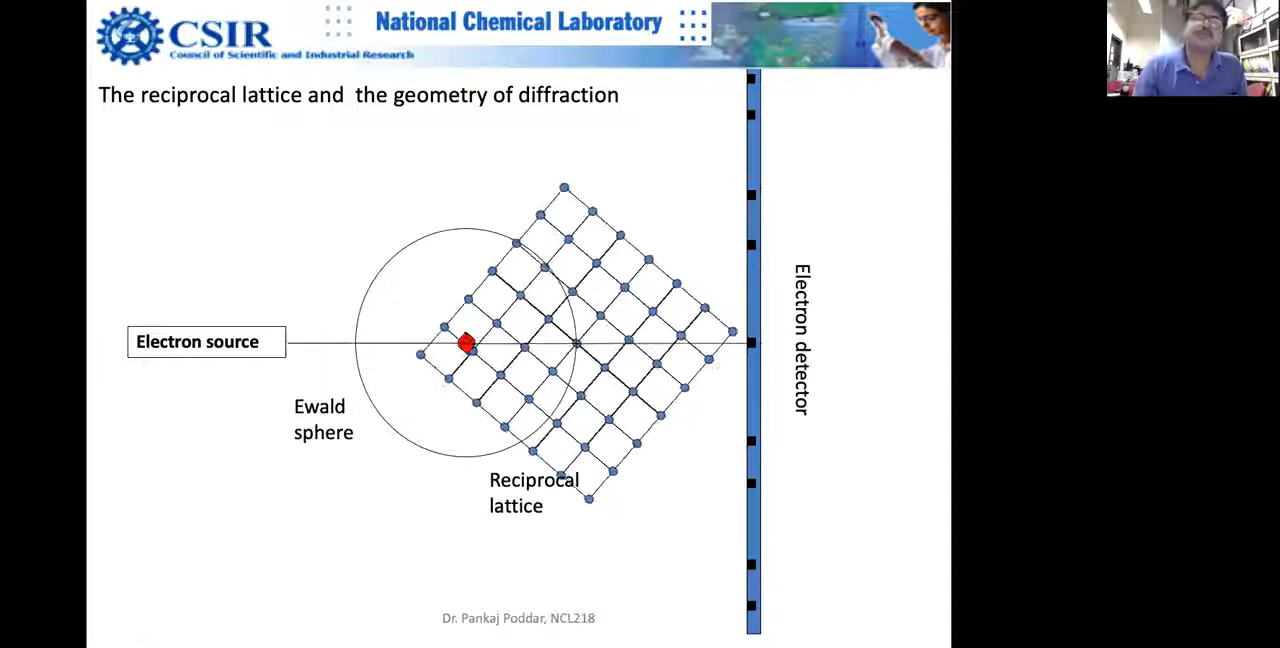 CSIR
Council of Scientific and Industrial Research
National Chemical Laboratory
The reciprocal lattice and the geometry of diffraction
Electron source
Ewald
sphere
Reciprocal
lattice
Electron detector
Dr. Pankaj Poddar, NCL218